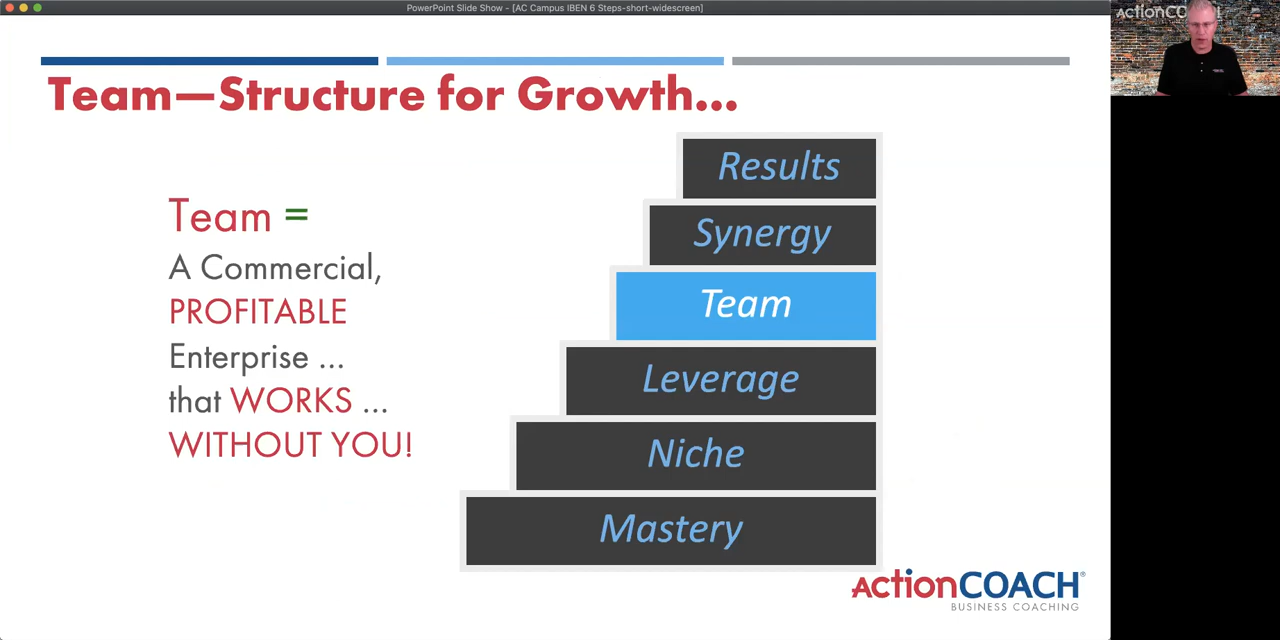 PowerPoint Slide Show - [AC Campus IBEN 6 Steps-short-widescreen]
Team—Structure for Growth...
Team =
A Commercial,
PROFITABLE
Enterprise ...
that WORKS ...
WITHOUT YOU!
Results
Synergy
Team
Leverage
Niche
Mastery
ActionCOACH®
BUSINESS COACHING